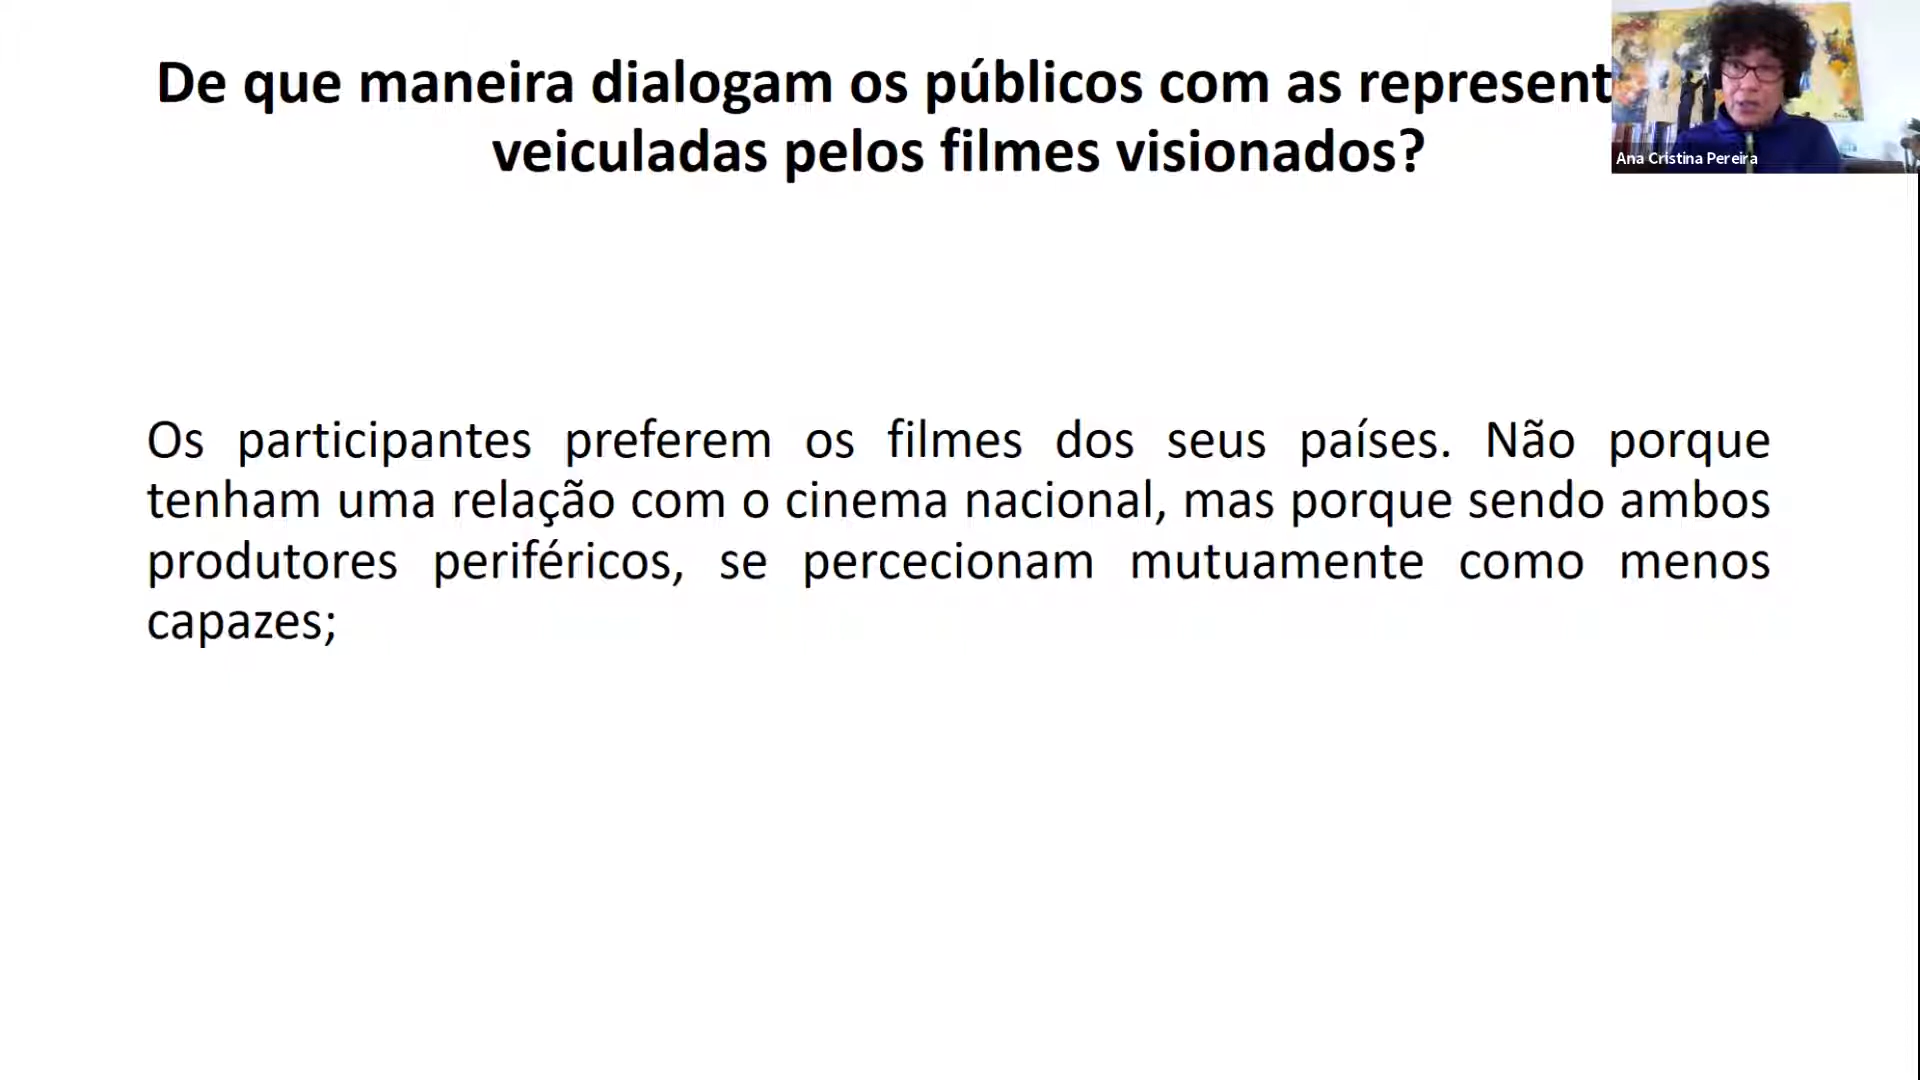 De que maneira dialogam os públicos com as represent
veiculadas pelos filmes visionados?
Ana Cristina Pereira
Os participantes preferem os filmes dos seus países. Não porque
tenham uma relação com o cinema nacional, mas porque sendo ambos
produtores periféricos, se percecionam mutuamente como menos
capazes;